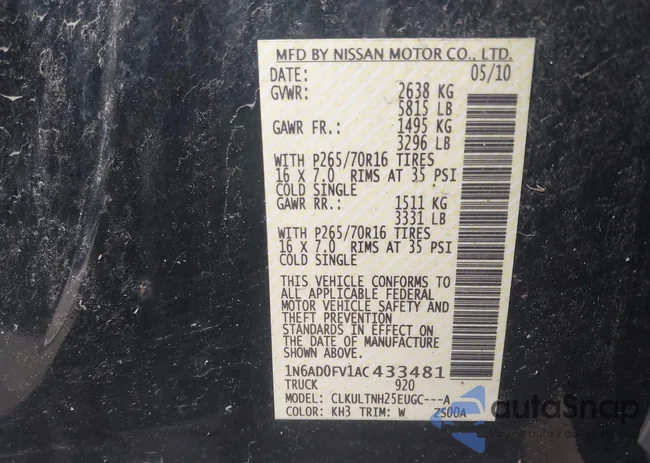 MFD BY NISSAN MOTOR CO., LTD.
DATE: 05/10
GVWR: 2638 KG
5815 LB
GAWR FR.: 1495 KG
3296 LB
WITH P265/70R16 TIRES
16 X 7.0 RIMS AT 35 PSI
COLD SINGLE
GAWR RR.: 1511 KG
3331 LB
WITH P265/70R16 TIRES
16 X 7.0 RIMS AT 35 PSI
COLD SINGLE
THIS VEHICLE CONFORMS TO
ALL APPLICABLE FEDERAL
MOTOR VEHICLE SAFETY AND
THEFT PREVENTION
STANDARDS IN EFFECT ON
THE DATE OF MANUFACTURE
SHOWN ABOVE.
1N6AD0FV1AC433481
TRUCK 920
MODEL: CLKULTNH25EUGC---A
COLOR: KH3 TRIM: W ZS00A
autoSnap